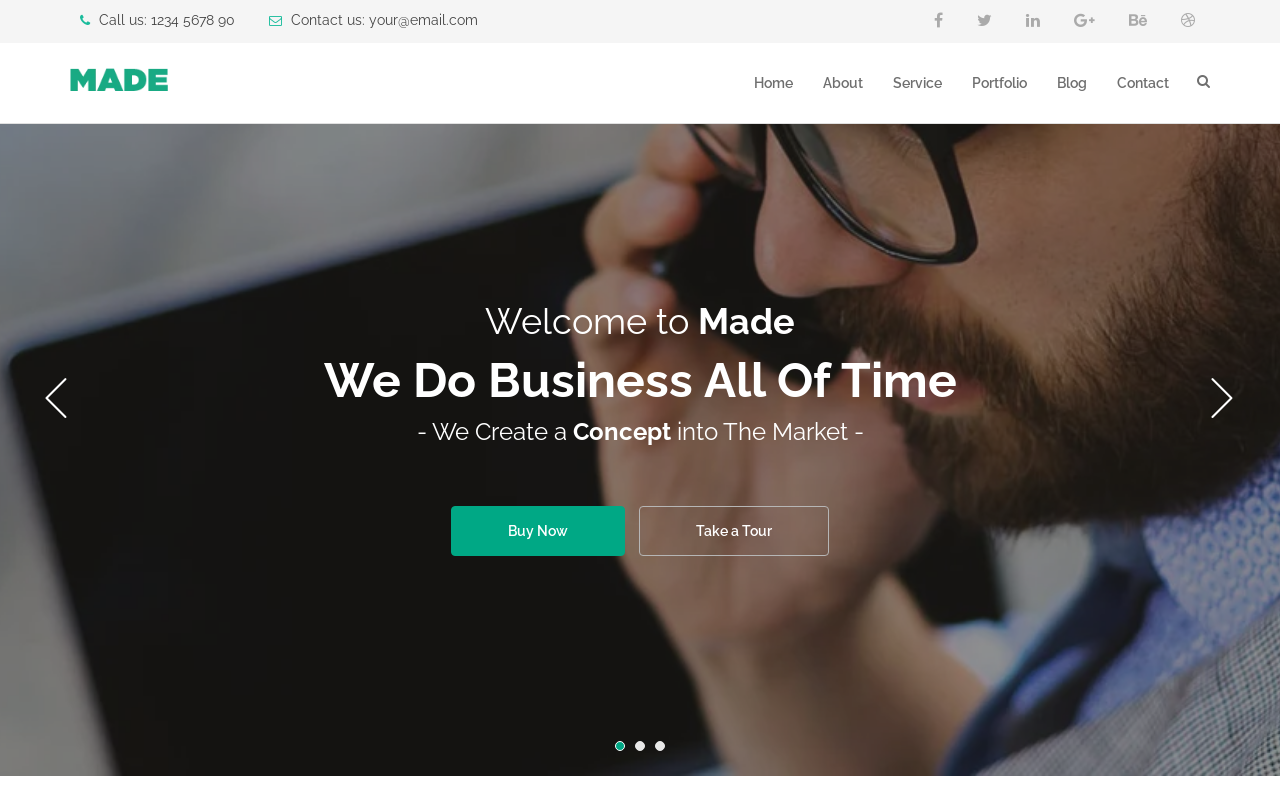 Call us: 1234 5678 90 Contact us: your@email.com
MADE Home About Service Portfolio Blog Contact
Welcome to Made
We Do Business All Of Time
- We Create a Concept into The Market -
Buy Now Take a Tour